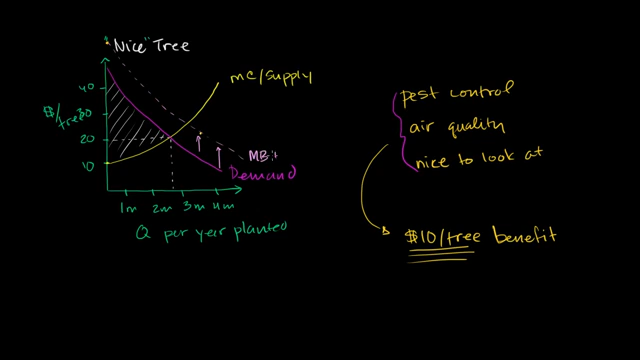 "Nice" Tree
40
$/
tree
30
20
10
mc/supply
Demand
1m 2m 3m 4m
Q per year planted
pest control
air quality
nice to look at
$10/tree benefit